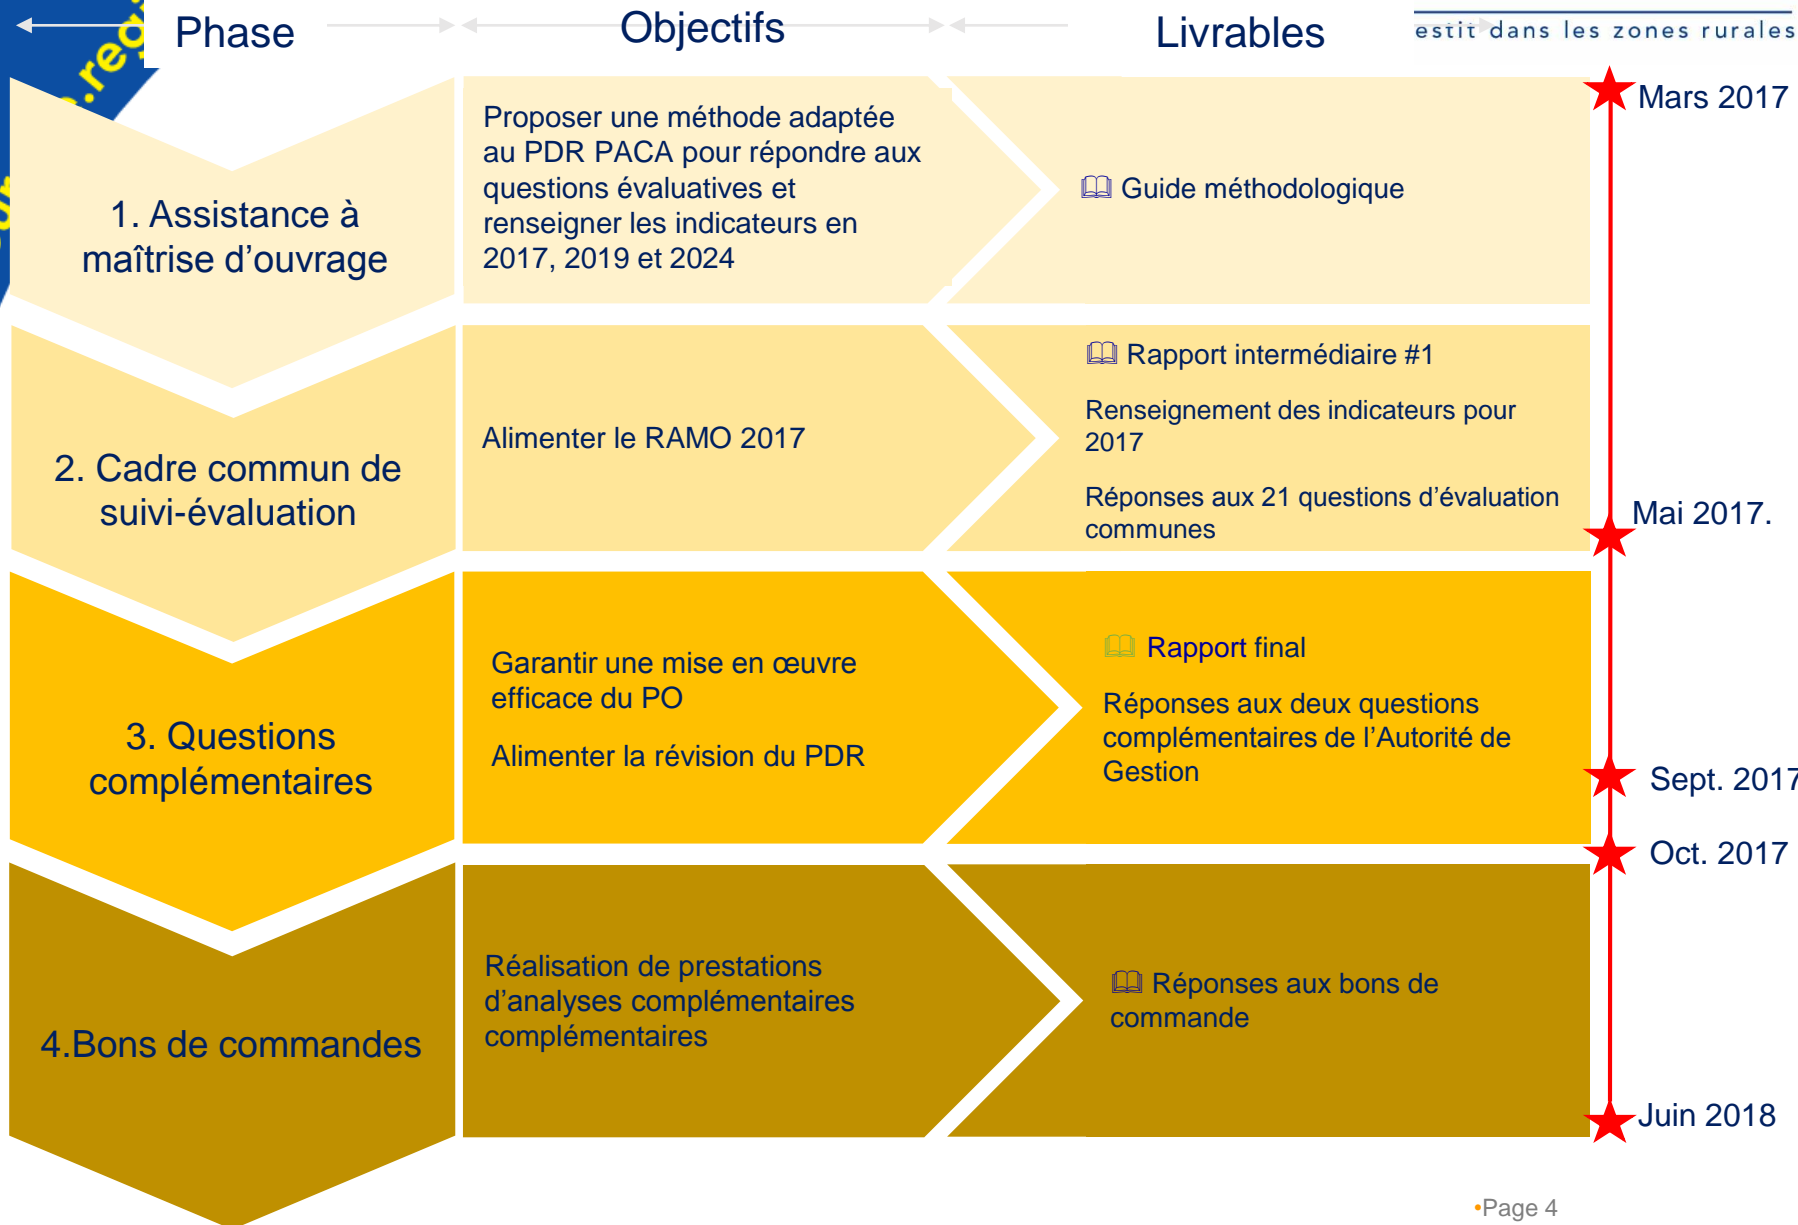 Phase
Objectifs
Livrables
estit dans les zones rurales
.regi
1. Assistance à
maîtrise d’ouvrage
Proposer une méthode adaptée
au PDR PACA pour répondre aux
questions évaluatives et
renseigner les indicateurs en
2017, 2019 et 2024
🕮 Guide méthodologique
Mars 2017
2. Cadre commun de
suivi-évaluation
Alimenter le RAMO 2017
🕮 Rapport intermédiaire #1
Renseignement des indicateurs pour
2017
Réponses aux 21 questions d’évaluation
communes
Mai 2017.
3. Questions
complémentaires
Garantir une mise en œuvre
efficace du PO
Alimenter la révision du PDR
🕮 Rapport final
Réponses aux deux questions
complémentaires de l’Autorité de
Gestion
Sept. 2017
Oct. 2017
4.Bons de commandes
Réalisation de prestations
d’analyses complémentaires
complémentaires
🕮 Réponses aux bons de
commande
Juin 2018
•Page 4